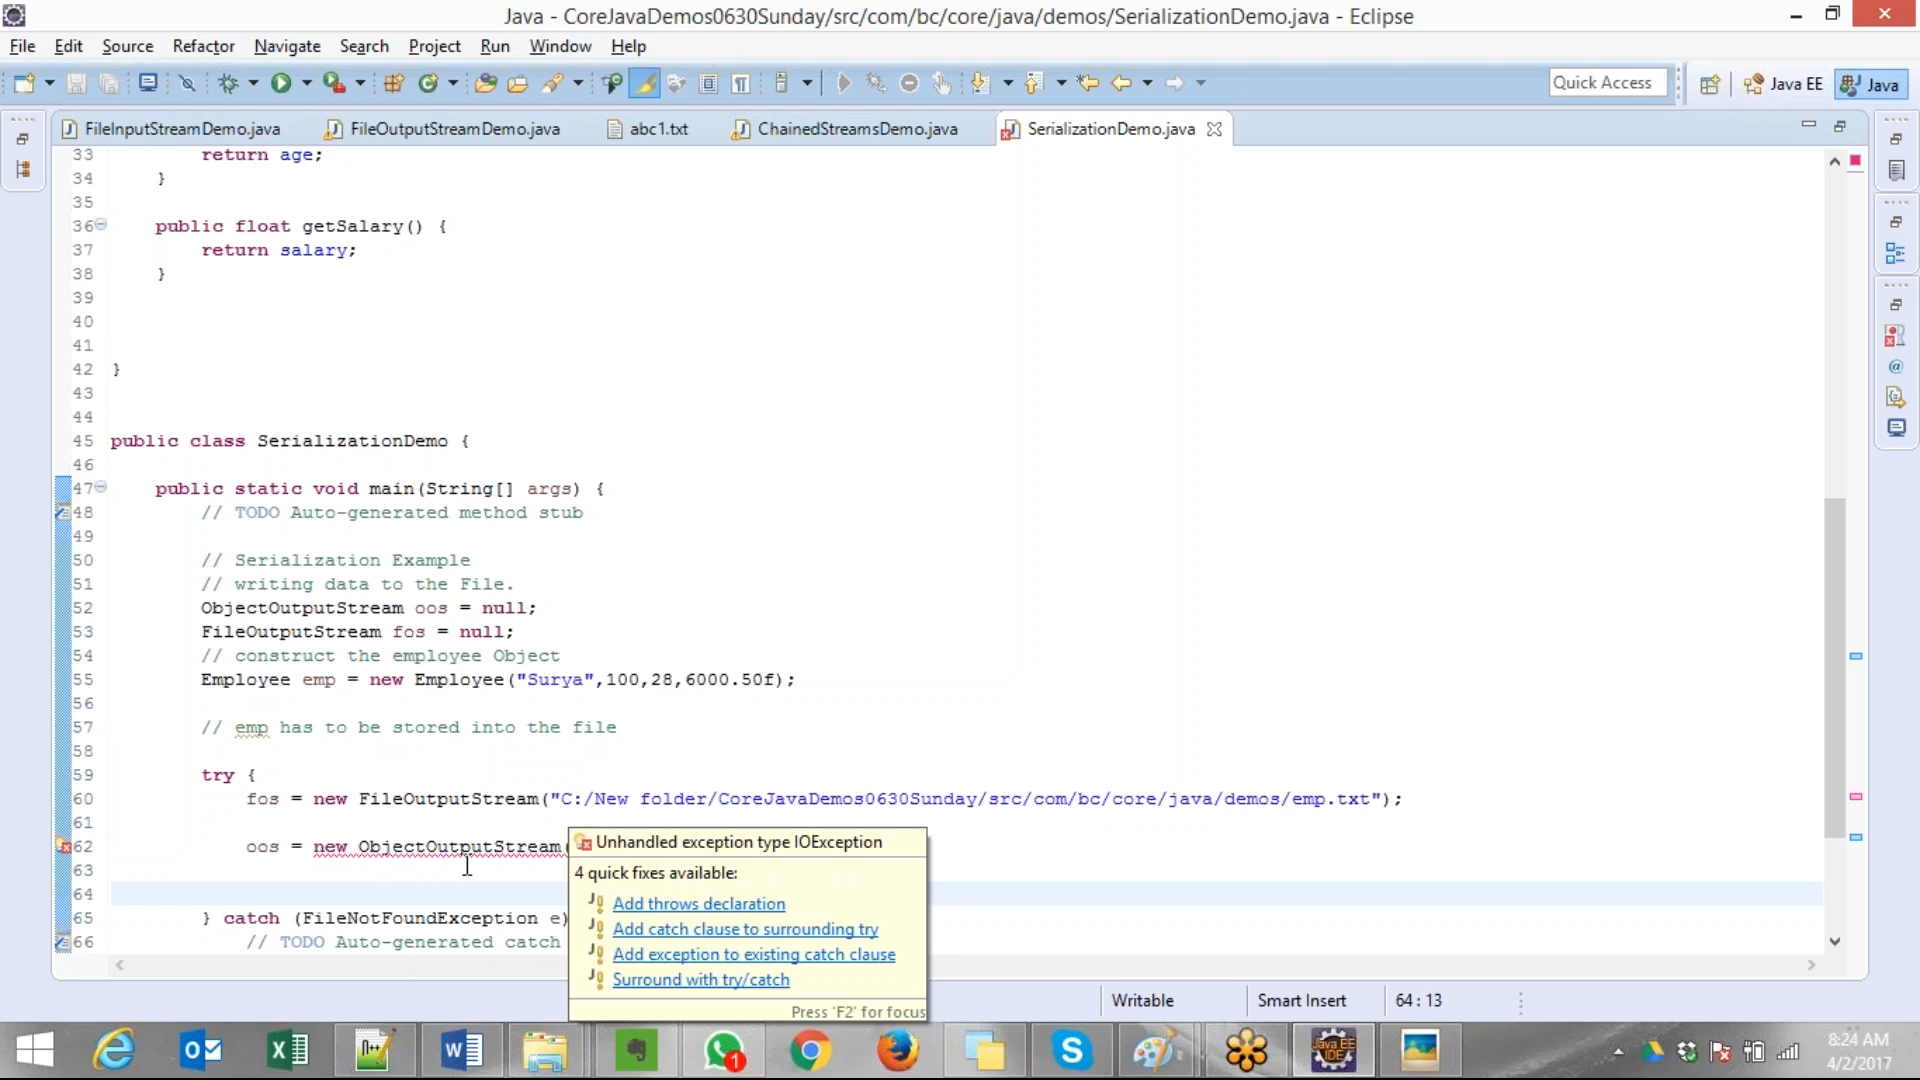 Java - CoreJavaDemos0630Sunday/src/com/bc/core/java/demos/SerializationDemo.java - Eclipse
File Edit Source Refactor Navigate Search Project Run Window Help
Quick Access Java EE Java
FileInputStreamDemo.java FileOutputStreamDemo.java abc1.txt ChainedStreamsDemo.java SerializationDemo.java
33 return age;
34 }
35
36 public float getSalary() {
37 return salary;
38 }
39
40
41
42 }
43
44
45 public class SerializationDemo {
46
47 public static void main(String[] args) {
48 // TODO Auto-generated method stub
49
50 // Serialization Example
51 // writing data to the File.
52 ObjectOutputStream oos = null;
53 FileOutputStream fos = null;
54 // construct the employee Object
55 Employee emp = new Employee("Surya",100,28,6000.50f);
56
57 // emp has to be stored into the file
58
59 try {
60 fos = new FileOutputStream("C:/New folder/CoreJavaDemos0630Sunday/src/com/bc/core/java/demos/emp.txt");
61
62 oos = new ObjectOutputStream(
63
64
65 } catch (FileNotFoundException e)
66 // TODO Auto-generated catch
Unhandled exception type IOException
4 quick fixes available:
Add throws declaration
Add catch clause to surrounding try
Add exception to existing catch clause
Surround with try/catch
Press 'F2' for focus
Writable Smart Insert 64 : 13
8:24 AM
4/2/2017